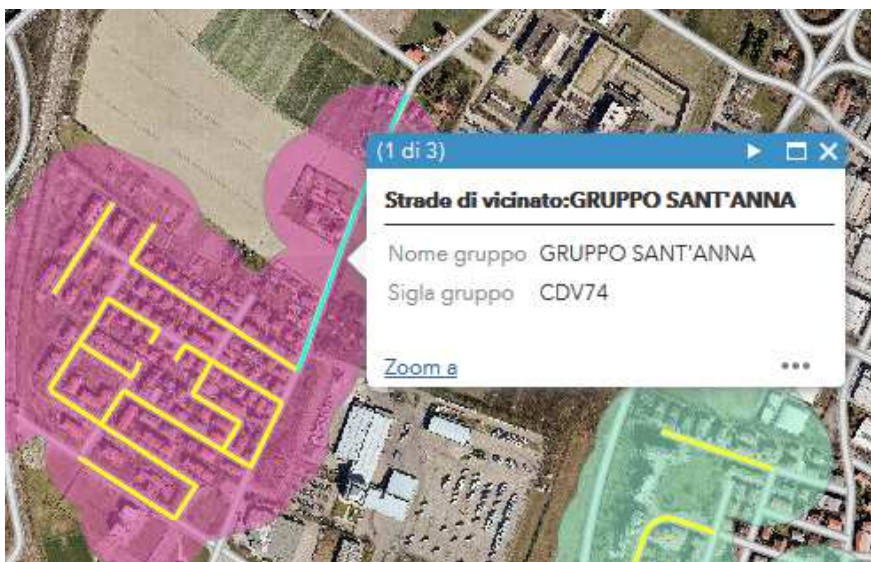 (1 di 3)
Strade di vicinato:GRUPPO SANT'ANNA
Nome gruppo GRUPPO SANT'ANNA
Sigla gruppo CDV74
Zoom a